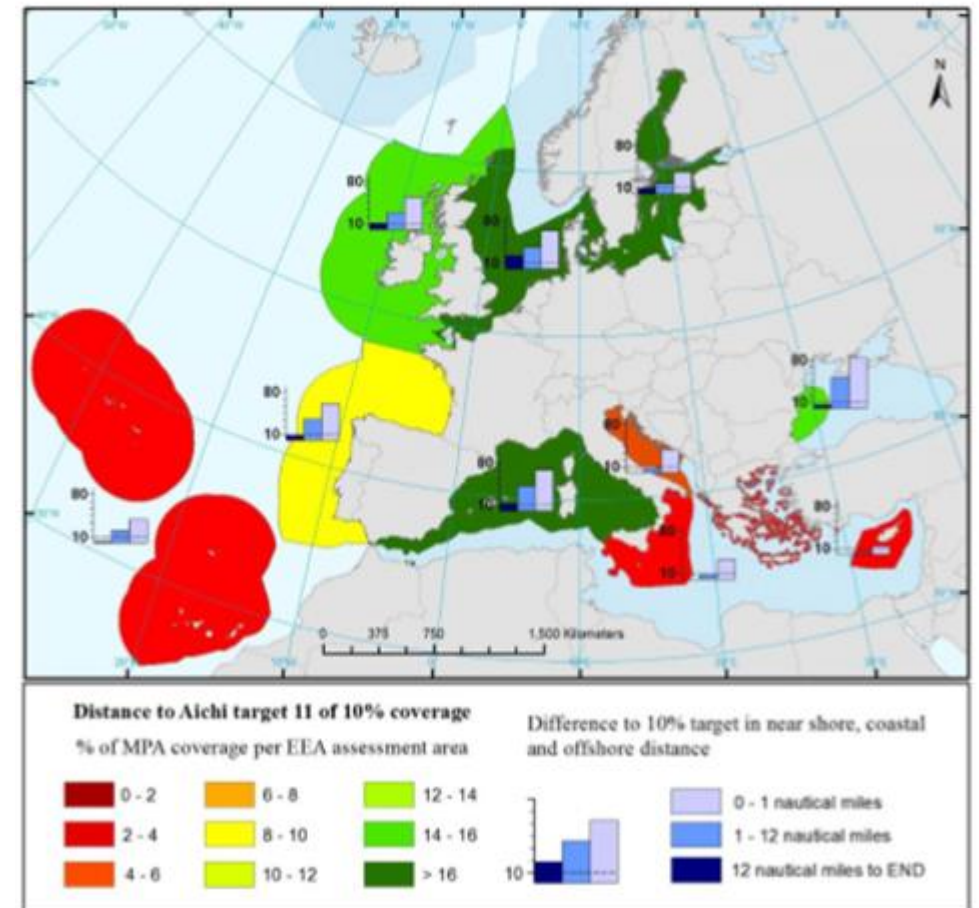 N
80
10
80
10
80
10
80
10
80
10
80
10
80
10
80
10
80
10
80
10
0 375 750 1,500 Kilometers
Distance to Aichi target 11 of 10% coverage
% of MPA coverage per EEA assessment area
0 - 2
6 - 8
12 - 14
2 - 4
8 - 10
14 - 16
4 - 6
10 - 12
> 16
Difference to 10% target in near shore, coastal
and offshore distance
10
0 - 1 nautical miles
1 - 12 nautical miles
12 nautical miles to END